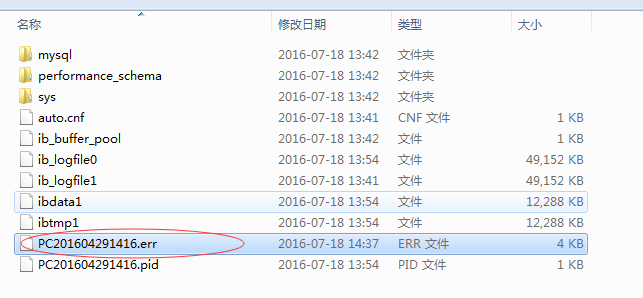 名称 修改日期 类型 大小
mysql 2016-07-18 13:42 文件夹
performance_schema 2016-07-18 13:42 文件夹
sys 2016-07-18 13:42 文件夹
auto.cnf 2016-07-18 13:41 CNF 文件 1 KB
ib_buffer_pool 2016-07-18 13:42 文件 1 KB
ib_logfile0 2016-07-18 13:54 文件 49,152 KB
ib_logfile1 2016-07-18 13:41 文件 49,152 KB
ibdata1 2016-07-18 13:54 文件 12,288 KB
ibtmp1 2016-07-18 13:54 文件 12,288 KB
PC201604291416.err 2016-07-18 14:37 ERR 文件 4 KB
PC201604291416.pid 2016-07-18 13:54 PID 文件 1 KB